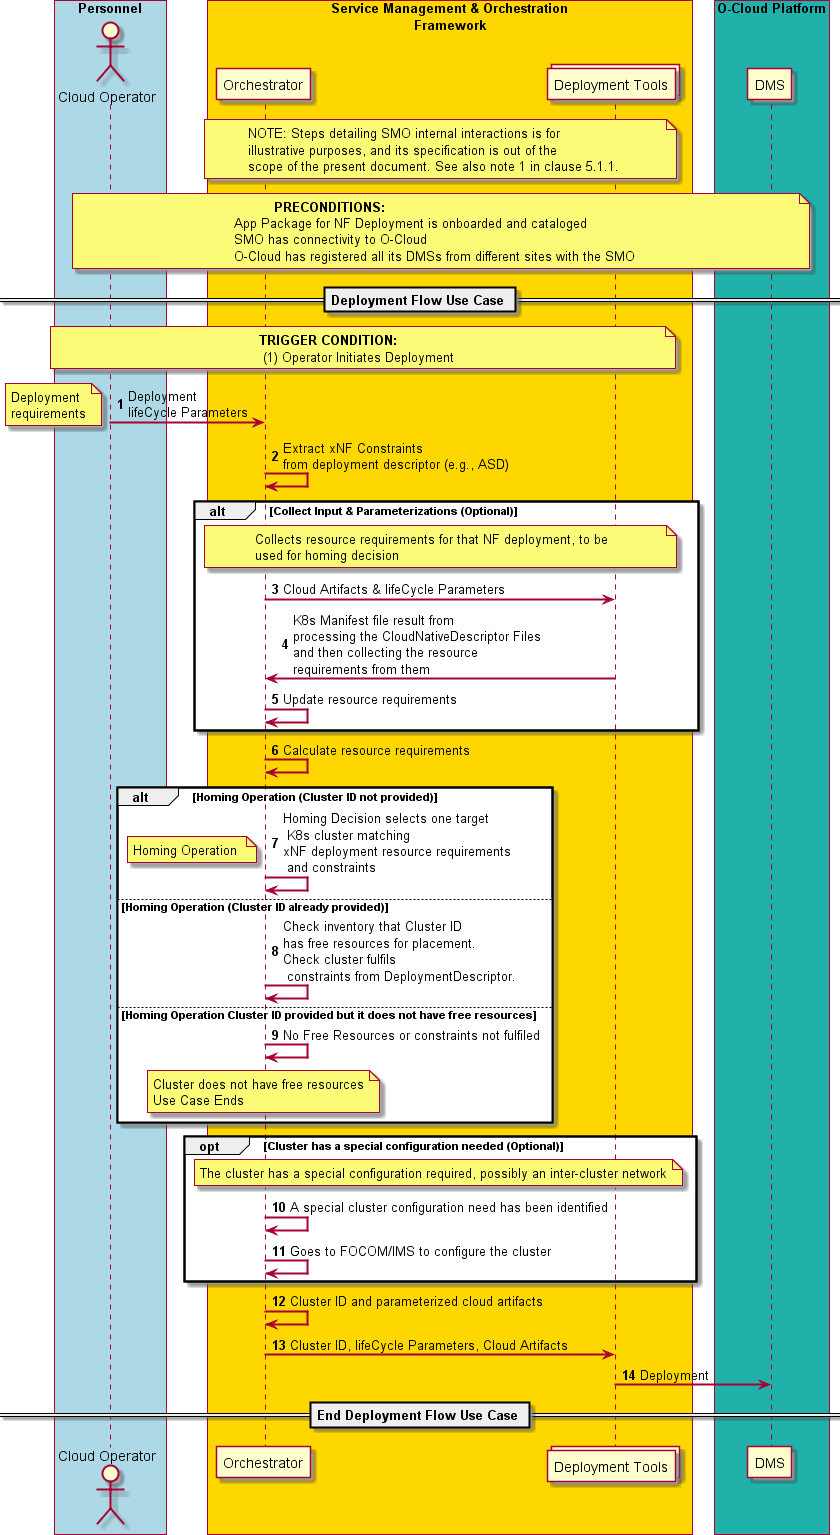 Personnel
Service Management & Orchestration
Framework
O-Cloud Platform
Cloud Operator
Orchestrator
Deployment Tools
DMS
NOTE: Steps detailing SMO internal interactions is for
illustrative purposes, and its specification is out of the
scope of the present document. See also note 1 in clause 5.1.1.
PRECONDITIONS:
App Package for NF Deployment is onboarded and cataloged
SMO has connectivity to O-Cloud
O-Cloud has registered all its DMSs from different sites with the SMO
Deployment Flow Use Case
TRIGGER CONDITION:
(1) Operator Initiates Deployment
Deployment
requirements
1 Deployment
lifeCycle Parameters
2 Extract xNF Constraints
from deployment descriptor (e.g., ASD)
alt [Collect Input & Parameterizations (Optional)]
Collects resource requirements for that NF deployment, to be
used for homing decision
3 Cloud Artifacts & lifeCycle Parameters
4 K8s Manifest file result from
processing the CloudNativeDescriptor Files
and then collecting the resource
requirements from them
5 Update resource requirements
6 Calculate resource requirements
alt [Homing Operation (Cluster ID not provided)]
Homing Operation
7 Homing Decision selects one target
K8s cluster matching
xNF deployment resource requirements
and constraints
[Homing Operation (Cluster ID already provided)]
8 Check inventory that Cluster ID
has free resources for placement.
Check cluster fulfils
constraints from DeploymentDescriptor.
[Homing Operation Cluster ID provided but it does not have free resources]
9 No Free Resources or constraints not fulfiled
Cluster does not have free resources
Use Case Ends
opt [Cluster has a special configuration needed (Optional)]
The cluster has a special configuration required, possibly an inter-cluster network
10 A special cluster configuration need has been identified
11 Goes to FOCOM/IMS to configure the cluster
12 Cluster ID and parameterized cloud artifacts
13 Cluster ID, lifeCycle Parameters, Cloud Artifacts
14 Deployment
End Deployment Flow Use Case
Cloud Operator
Orchestrator
Deployment Tools
DMS